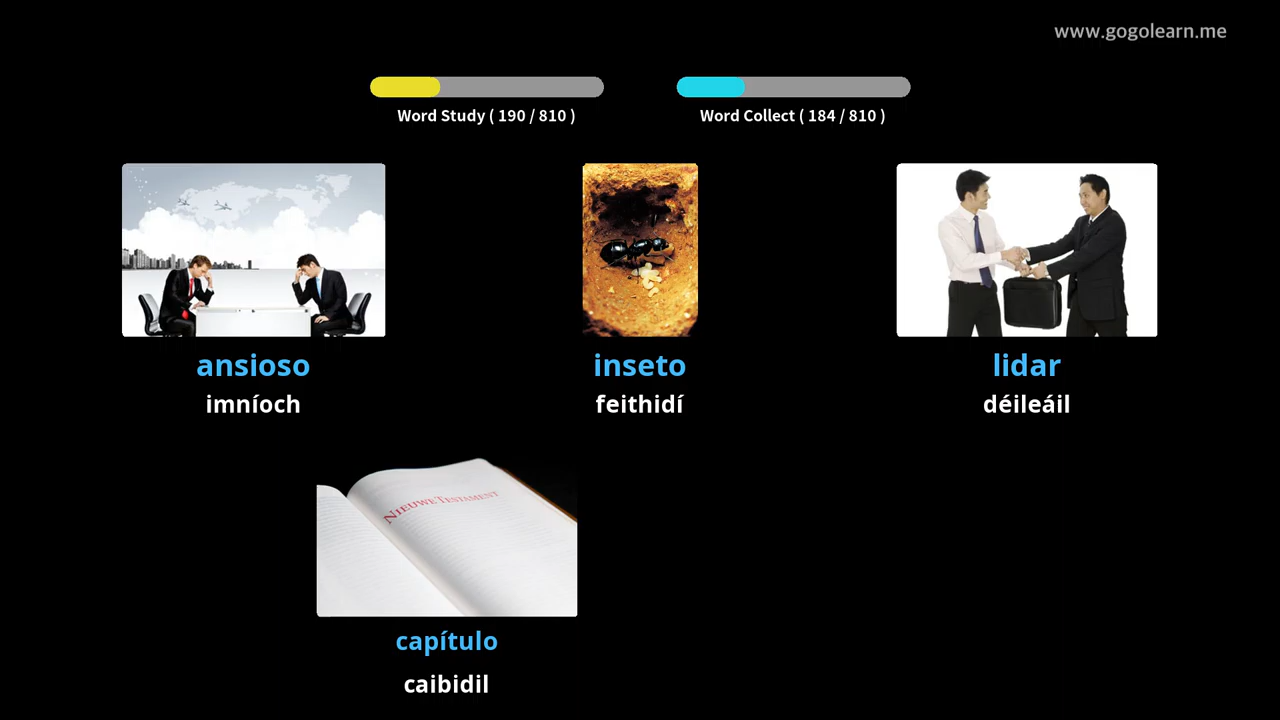 www.gogolearn.me
Word Study ( 190 / 810 )
Word Collect ( 184 / 810 )
ansioso
imníoch
inseto
feithidí
lidar
déileáil
NIEUWE TESTAMENT
capítulo
caibidil